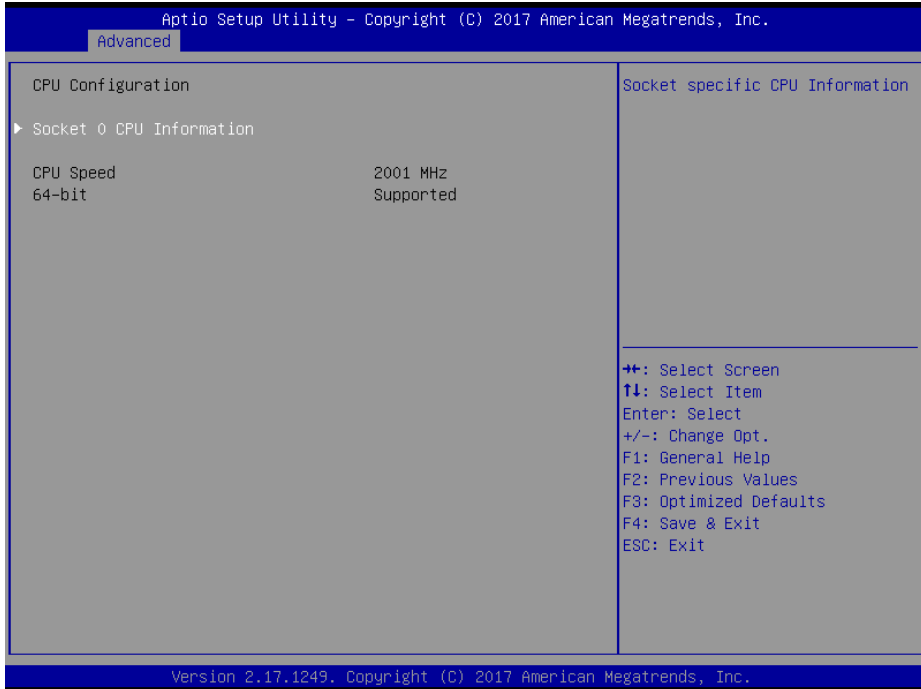 Aptio Setup Utility – Copyright (C) 2017 American Megatrends, Inc.
Advanced
CPU Configuration
Socket 0 CPU Information
CPU Speed 2001 MHz
64-bit Supported
Socket specific CPU Information
→←: Select Screen
↑↓: Select Item
Enter: Select
+/-: Change Opt.
F1: General Help
F2: Previous Values
F3: Optimized Defaults
F4: Save & Exit
ESC: Exit
Version 2.17.1249. Copyright (C) 2017 American Megatrends, Inc.